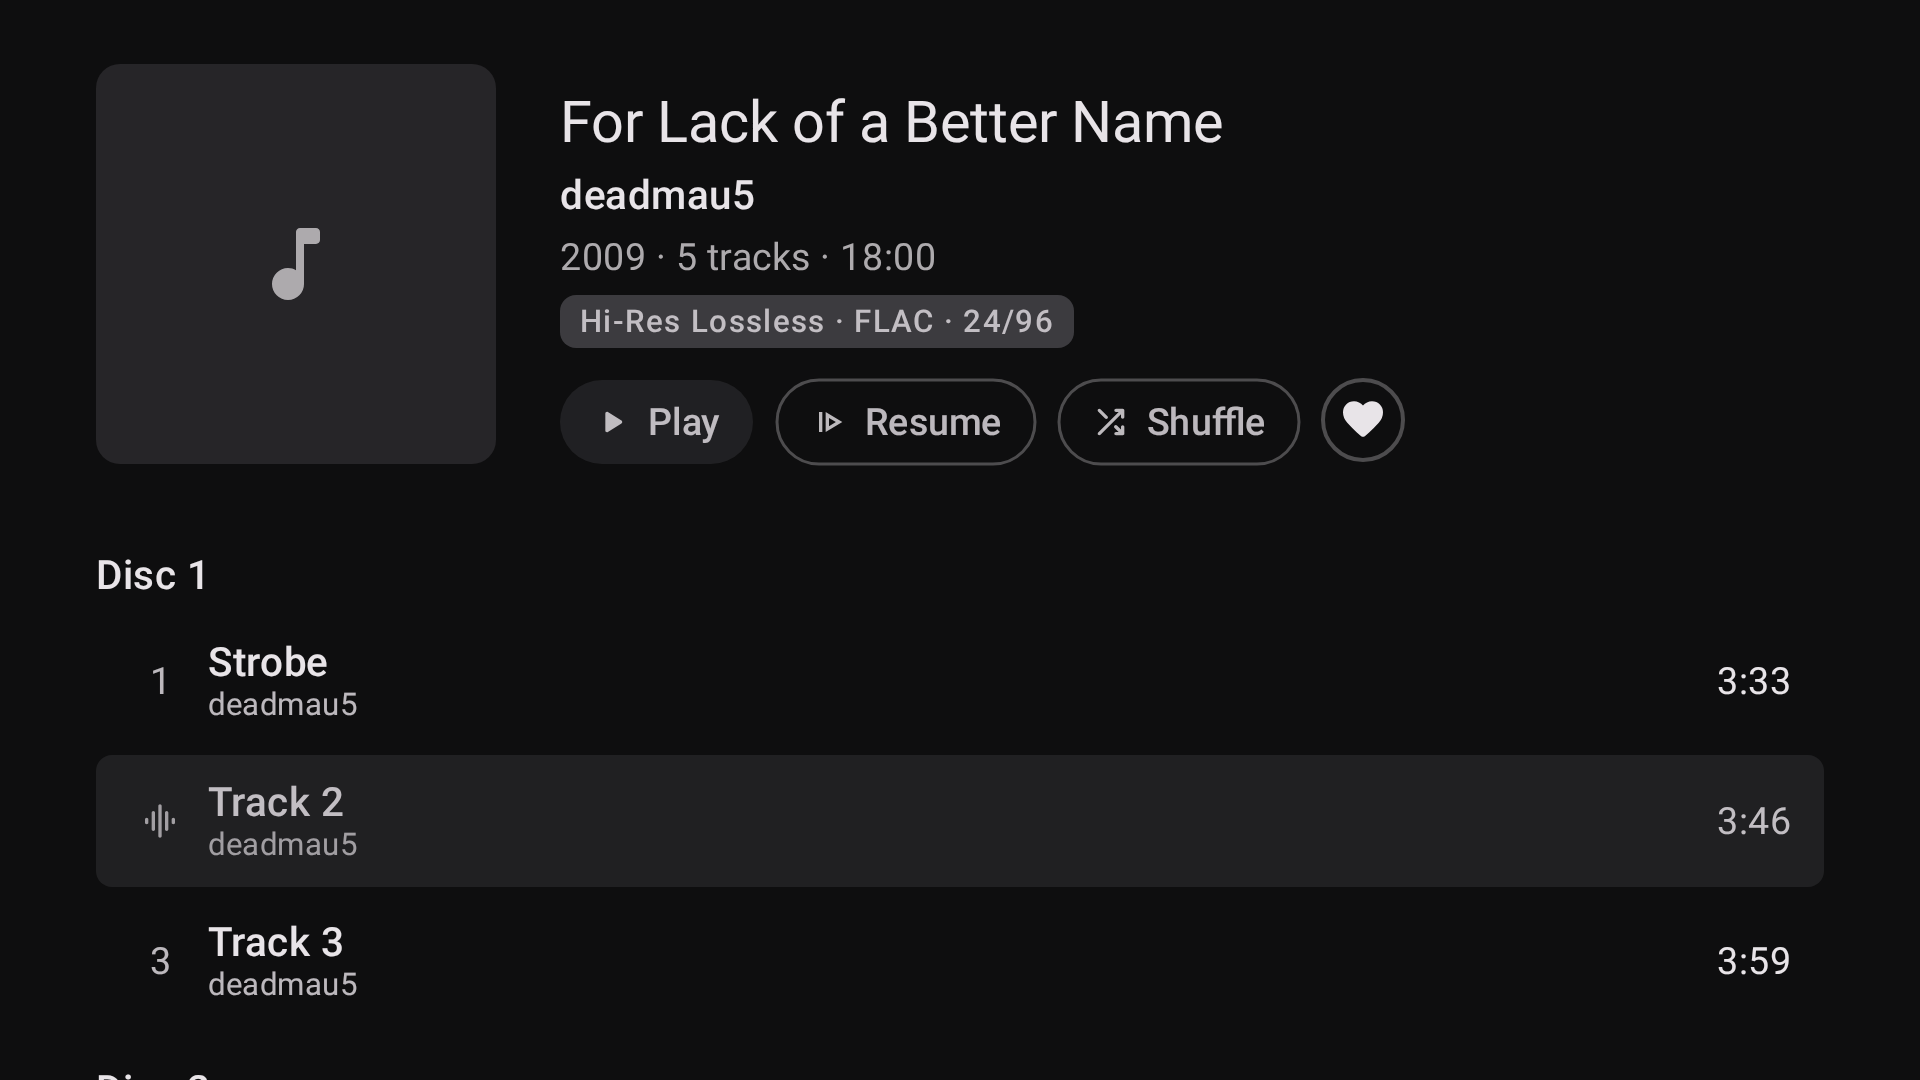 For Lack of a Better Name
deadmau5
2009 · 5 tracks · 18:00
Hi-Res Lossless · FLAC · 24/96
Play
Resume
Shuffle
Disc 1
1
Strobe
deadmau5
3:33
Track 2
deadmau5
3:46
3
Track 3
deadmau5
3:59